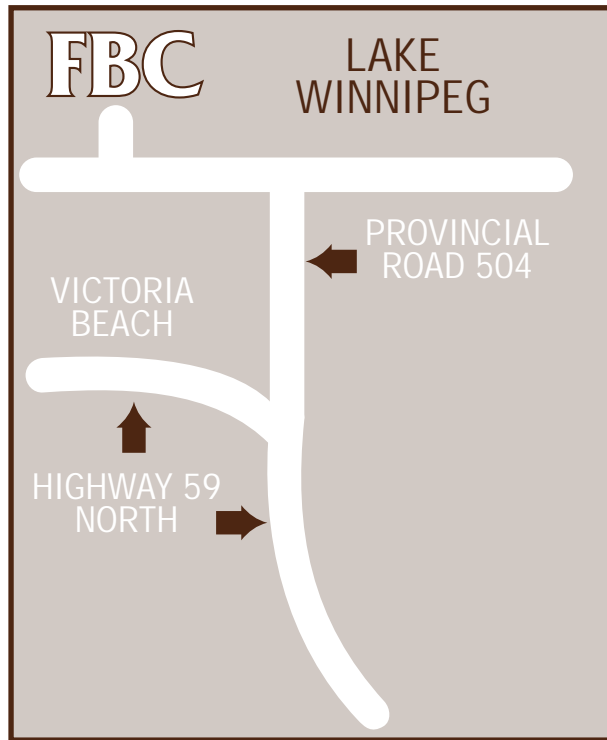 FBC
LAKE
WINNIPEG
PROVINCIAL
ROAD 504
VICTORIA
BEACH
HIGHWAY 59
NORTH